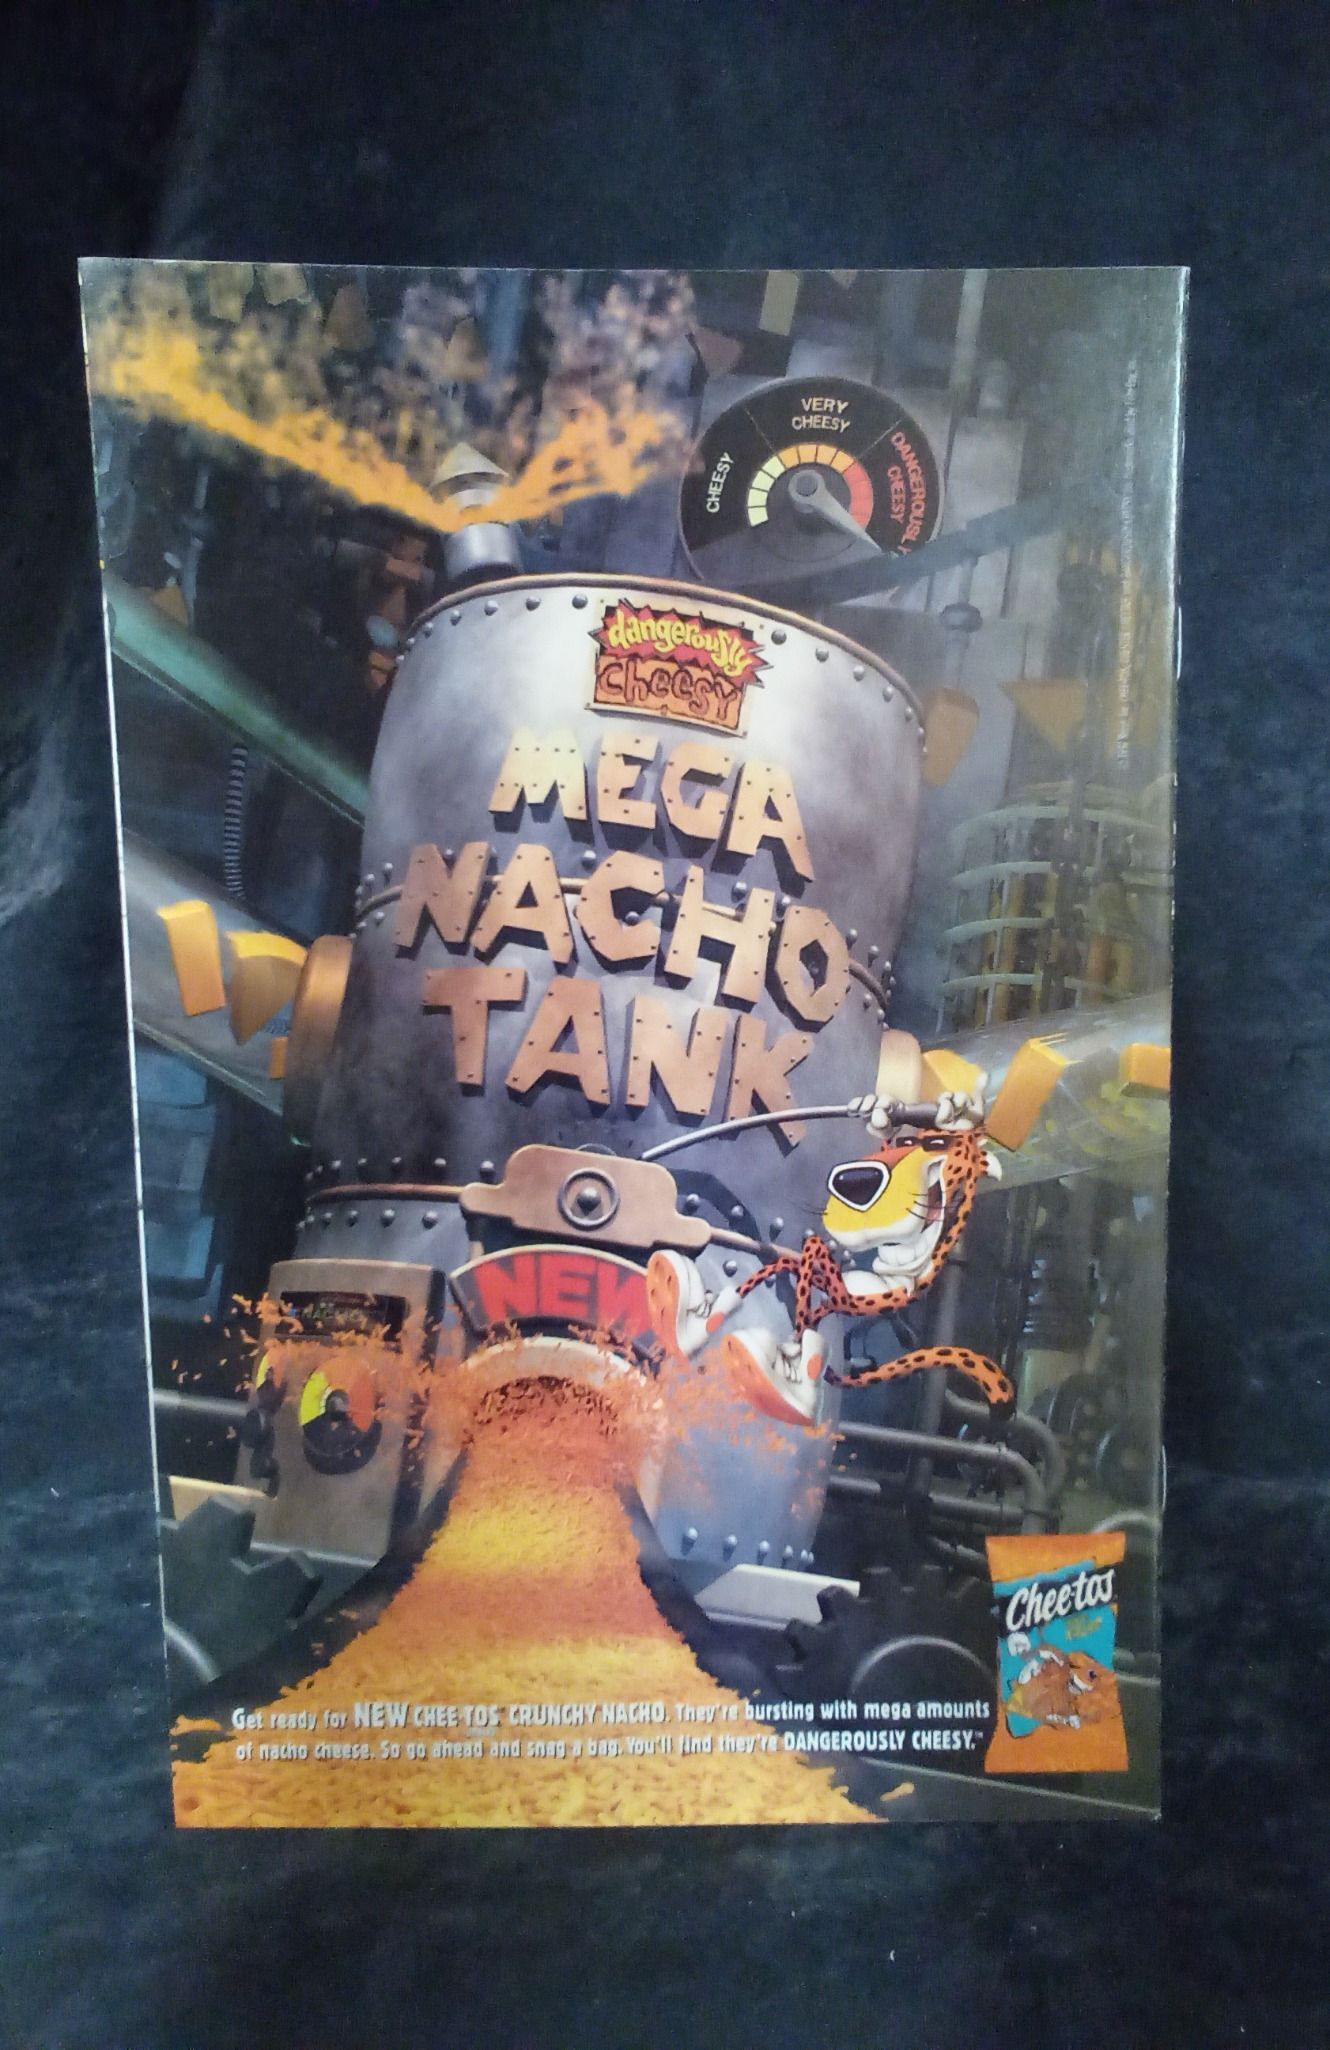 VERY
CHEESY
CHEESY
DANGEROUSLY
CHEESY
dangerously
cheesy
MEGA
NACHO
TANK
NEW
NACHO
Chee-tos
Get ready for NEW CHEE-TOS CRUNCHY NACHO. They're bursting with mega amounts
of nacho cheese. So go ahead and snag a bag. You'll find they're DANGEROUSLY CHEESY.™